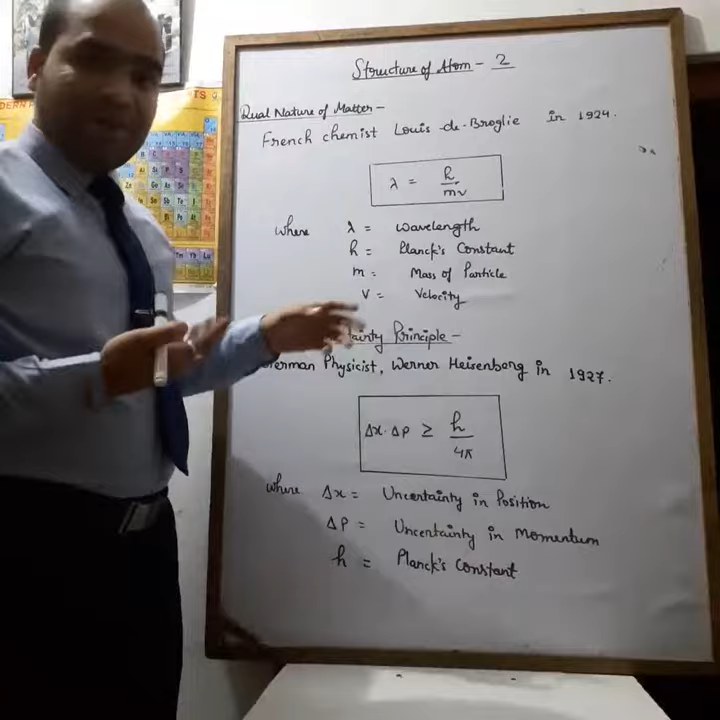 Structure of Atom - 2
Dual Nature of Matter -
French chemist Louis-de-Broglie in 1924.
λ = h/mv
where λ = wavelength
h = Planck's Constant
m = Mass of Particle
v = Velocity
tainty Principle -
German Physicist, Werner Heisenberg in 1927.
Δx·Δp ≥ h/4π
where Δx = Uncertainty in Position
Δp = Uncertainty in Momentum
h = Planck's Constant